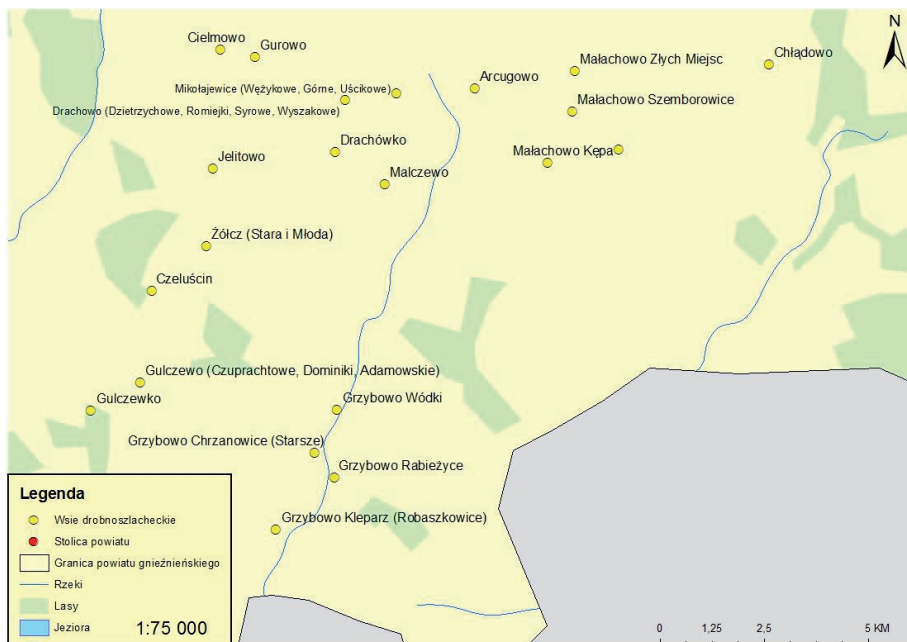 N
Cielmowo
Gurowo
Mikołajewice (Wężykowe, Górne, Uścikowe)
Drachowo (Dzietrzychowe, Romiejki, Syrowe, Wyszakowe)
Arcugowo
Małachowo Złych Miejsc
Chłądowo
Małachowo Szemborowice
Drachówko
Jelitowo
Malczewo
Małachowo Kępa
Żółcz (Stara i Młoda)
Czeluścin
Gulczewo (Czuprachtowe, Dominiki, Adamowskie)
Gulczewko
Grzybowo Wódki
Grzybowo Chrzanowice (Starsze)
Grzybowo Rabieżyce
Grzybowo Kleparz (Robaszkowice)
Legenda
Wsie drobnoszlacheckie
Stolica powiatu
Granica powiatu gnieźnieńskiego
Rzeki
Lasy
Jeziora
1:75 000
0 1,25 2,5 5 KM